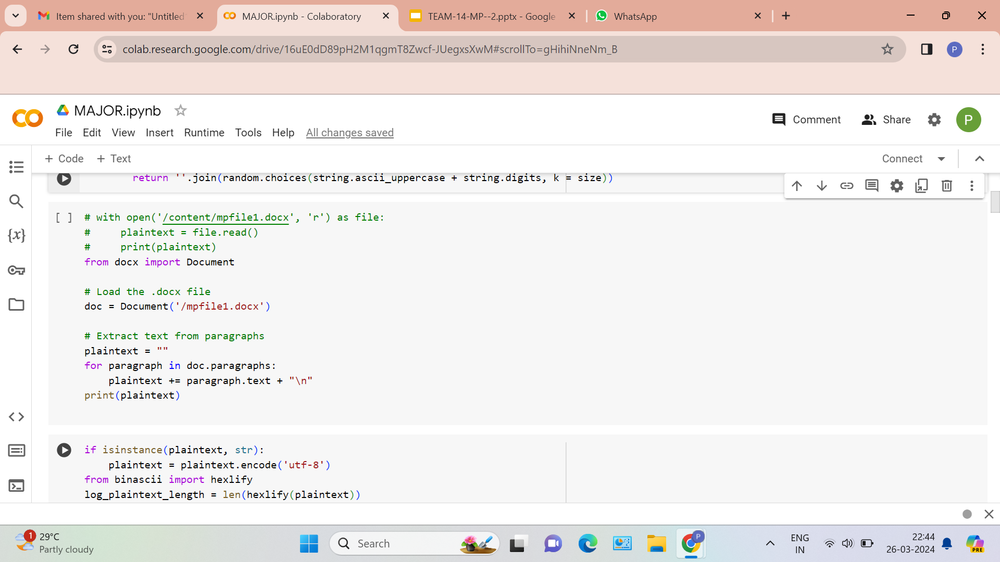 Item shared with you: "Untitled
MAJOR.ipynb - Colaboratory
TEAM-14-MP--2.pptx - Google
WhatsApp
colab.research.google.com/drive/16uE0dD89pH2M1qgmT8Zwcf-JUegxsXwM#scrollTo=gHihiNneNm_B
P
MAJOR.ipynb
File Edit View Insert Runtime Tools Help All changes saved
Comment
Share
P
+ Code + Text
Connect
return ''.join(random.choices(string.ascii_uppercase + string.digits, k = size))
[ ]
# with open('/content/mpfile1.docx', 'r') as file:
#     plaintext = file.read()
#     print(plaintext)
from docx import Document
# Load the .docx file
doc = Document('/mpfile1.docx')
# Extract text from paragraphs
plaintext = ""
for paragraph in doc.paragraphs:
    plaintext += paragraph.text + "\n"
print(plaintext)
if isinstance(plaintext, str):
    plaintext = plaintext.encode('utf-8')
from binascii import hexlify
log_plaintext_length = len(hexlify(plaintext))
{x}
1
29°C
Partly cloudy
Search
P
ENG
IN
22:44
26-03-2024
PRE